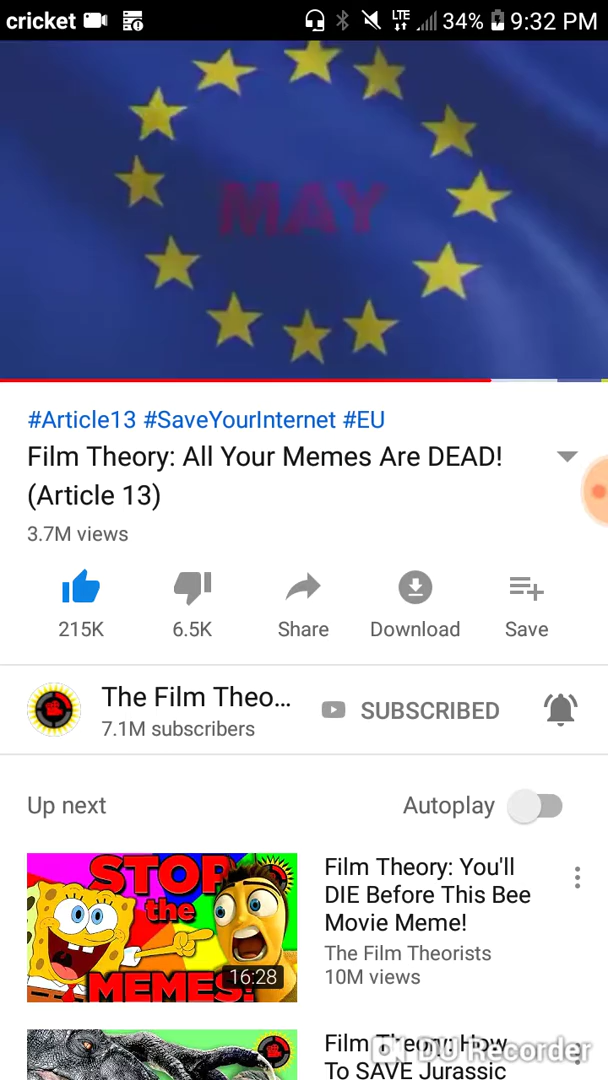 cricket LTE 34% 9:32 PM
MAY
#Article13 #SaveYourInternet #EU
Film Theory: All Your Memes Are DEAD!
(Article 13)
3.7M views
215K 6.5K Share Download Save
The Film Theo... SUBSCRIBED
7.1M subscribers
Up next Autoplay
STOP
the
MEMES!
16:28
Film Theory: You'll
DIE Before This Bee
Movie Meme!
The Film Theorists
10M views
Film Theory: How
To SAVE Jurassic
DU Recorder